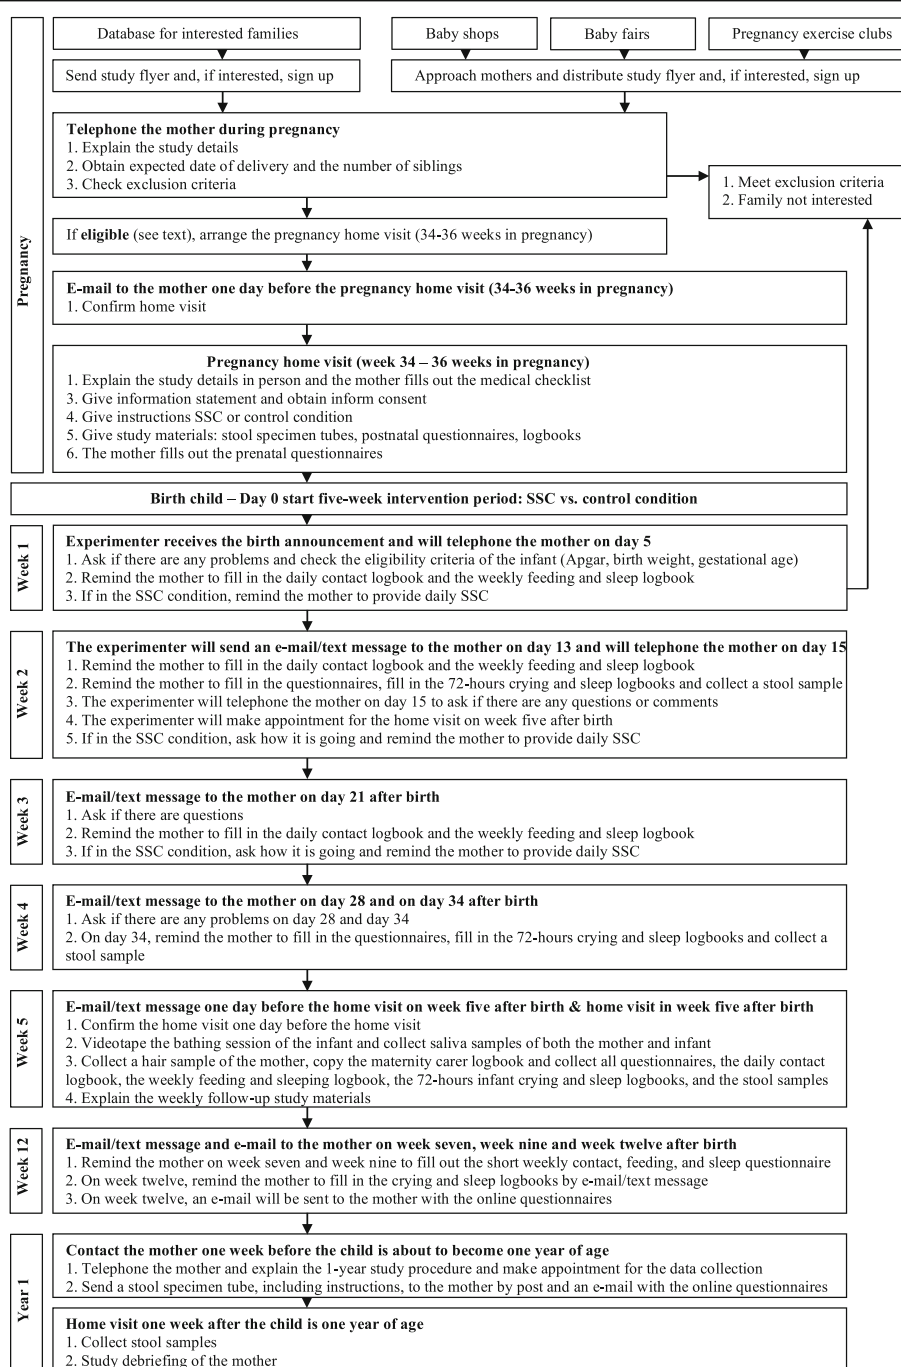 Database for interested families
Baby shops
Baby fairs
Pregnancy exercise clubs
Send study flyer and, if interested, sign up
Approach mothers and distribute study flyer and, if interested, sign up
Pregnancy
Telephone the mother during pregnancy
1. Explain the study details
2. Obtain expected date of delivery and the number of siblings
3. Check exclusion criteria
1. Meet exclusion criteria
2. Family not interested
If eligible (see text), arrange the pregnancy home visit (34-36 weeks in pregnancy)
E-mail to the mother one day before the pregnancy home visit (34-36 weeks in pregnancy)
1. Confirm home visit
Pregnancy home visit (week 34 – 36 weeks in pregnancy)
1. Explain the study details in person and the mother fills out the medical checklist
3. Give information statement and obtain inform consent
4. Give instructions SSC or control condition
5. Give study materials: stool specimen tubes, postnatal questionnaires, logbooks
6. The mother fills out the prenatal questionnaires
Birth child – Day 0 start five-week intervention period: SSC vs. control condition
Week 1
Experimenter receives the birth announcement and will telephone the mother on day 5
1. Ask if there are any problems and check the eligibility criteria of the infant (Apgar, birth weight, gestational age)
2. Remind the mother to fill in the daily contact logbook and the weekly feeding and sleep logbook
3. If in the SSC condition, remind the mother to provide daily SSC
Week 2
The experimenter will send an e-mail/text message to the mother on day 13 and will telephone the mother on day 15
1. Remind the mother to fill in the daily contact logbook and the weekly feeding and sleep logbook
2. Remind the mother to fill in the questionnaires, fill in the 72-hours crying and sleep logbooks and collect a stool sample
3. The experimenter will telephone the mother on day 15 to ask if there are any questions or comments
4. The experimenter will make appointment for the home visit on week five after birth
5. If in the SSC condition, ask how it is going and remind the mother to provide daily SSC
Week 3
E-mail/text message to the mother on day 21 after birth
1. Ask if there are questions
2. Remind the mother to fill in the daily contact logbook and the weekly feeding and sleep logbook
3. If in the SSC condition, ask how it is going and remind the mother to provide daily SSC
Week 4
E-mail/text message to the mother on day 28 and on day 34 after birth
1. Ask if there are any problems on day 28 and day 34
2. On day 34, remind the mother to fill in the questionnaires, fill in the 72-hours crying and sleep logbooks and collect a
stool sample
Week 5
E-mail/text message one day before the home visit on week five after birth & home visit in week five after birth
1. Confirm the home visit one day before the home visit
2. Videotape the bathing session of the infant and collect saliva samples of both the mother and infant
3. Collect a hair sample of the mother, copy the maternity carer logbook and collect all questionnaires, the daily contact
logbook, the weekly feeding and sleeping logbook, the 72-hours infant crying and sleep logbooks, and the stool samples
4. Explain the weekly follow-up study materials
Week 12
E-mail/text message and e-mail to the mother on week seven, week nine and week twelve after birth
1. Remind the mother on week seven and week nine to fill out the short weekly contact, feeding, and sleep questionnaire
2. On week twelve, remind the mother to fill in the crying and sleep logbooks by e-mail/text message
3. On week twelve, an e-mail will be sent to the mother with the online questionnaires
Year 1
Contact the mother one week before the child is about to become one year of age
1. Telephone the mother and explain the 1-year study procedure and make appointment for the data collection
2. Send a stool specimen tube, including instructions, to the mother by post and an e-mail with the online questionnaires
Home visit one week after the child is one year of age
1. Collect stool samples
2. Study debriefing of the mother